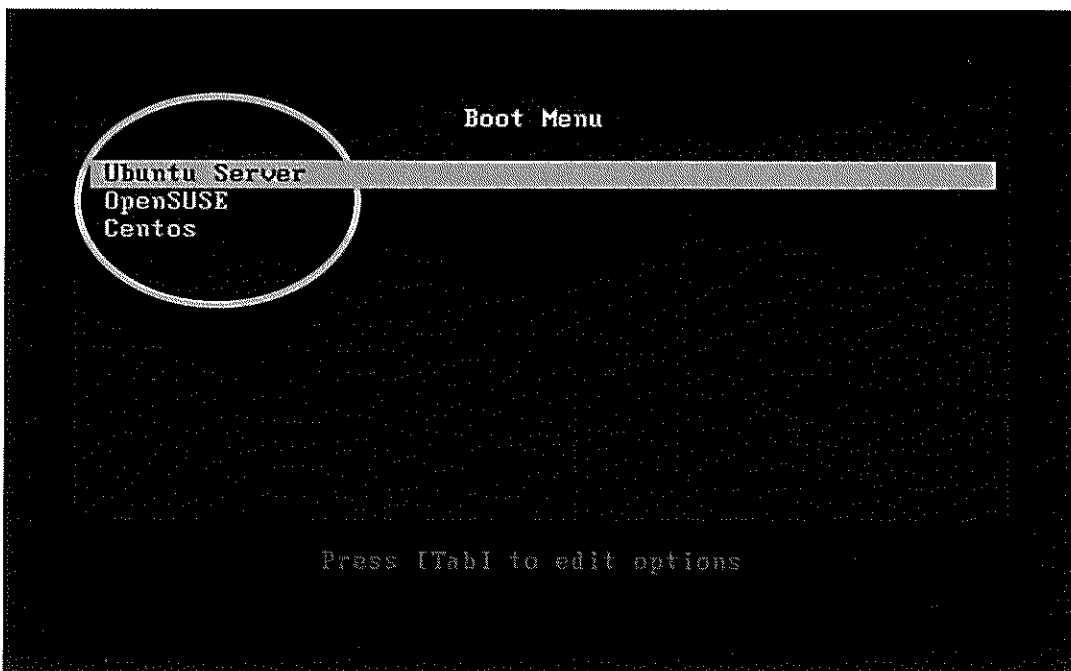 Boot Menu
Ubuntu Server
OpenSUSE
Centos
Press [Tab] to edit options